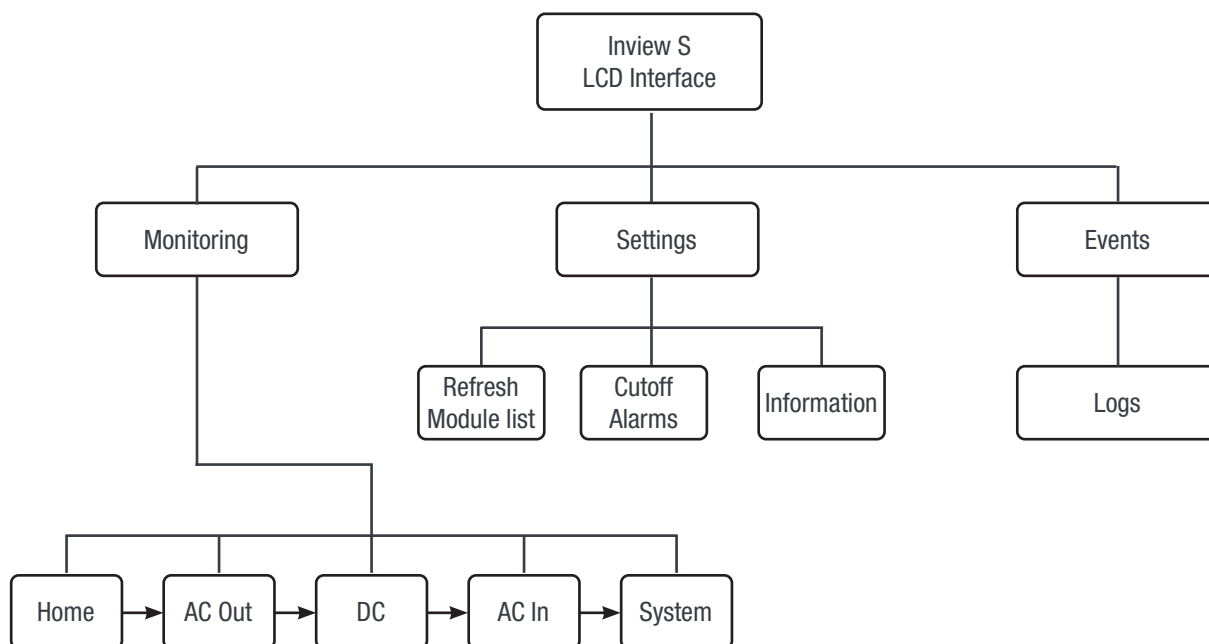 Inview S
LCD Interface
Monitoring
Settings
Events
Refresh
Module list
Cutoff
Alarms
Information
Logs
Home
AC Out
DC
AC In
System